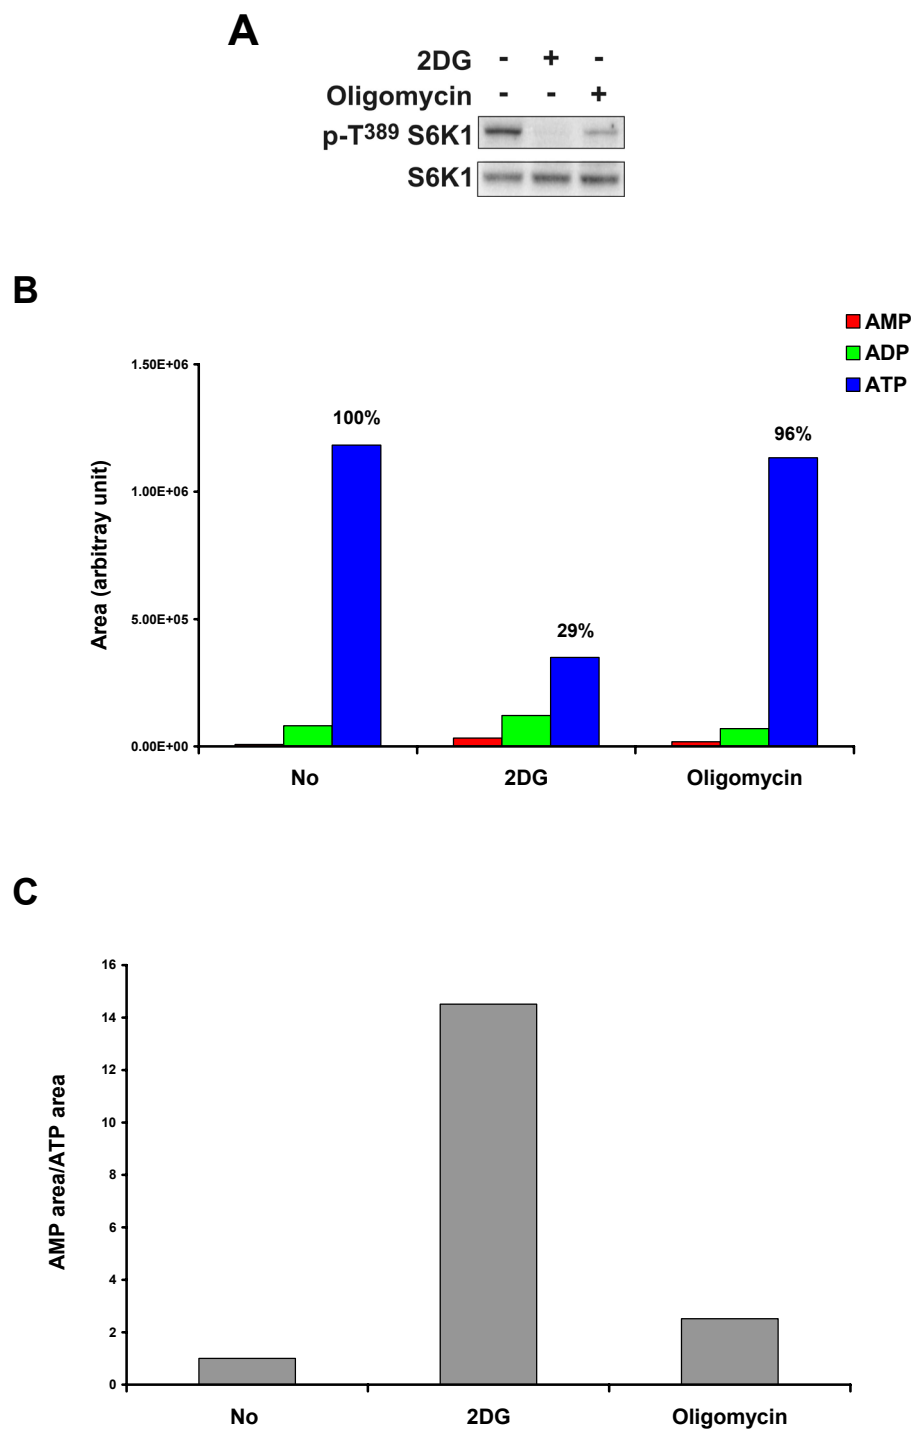 A
2DG - + -
Oligomycin - - +
p-T389 S6K1
S6K1
B
AMP
ADP
ATP
Area (arbitray unit)
1.50E+06
1.00E+06
5.00E+05
0.00E+00
100%
29%
96%
No 2DG Oligomycin
C
AMP area/ATP area
16
14
12
10
8
6
4
2
0
No 2DG Oligomycin